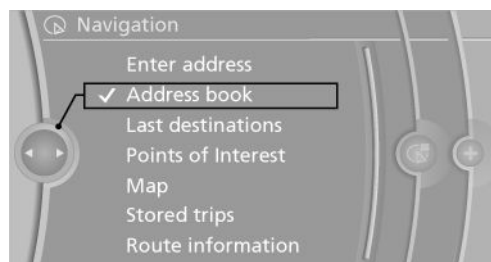 Navigation
Enter address
Address book
Last destinations
Points of Interest
Map
Stored trips
Route information